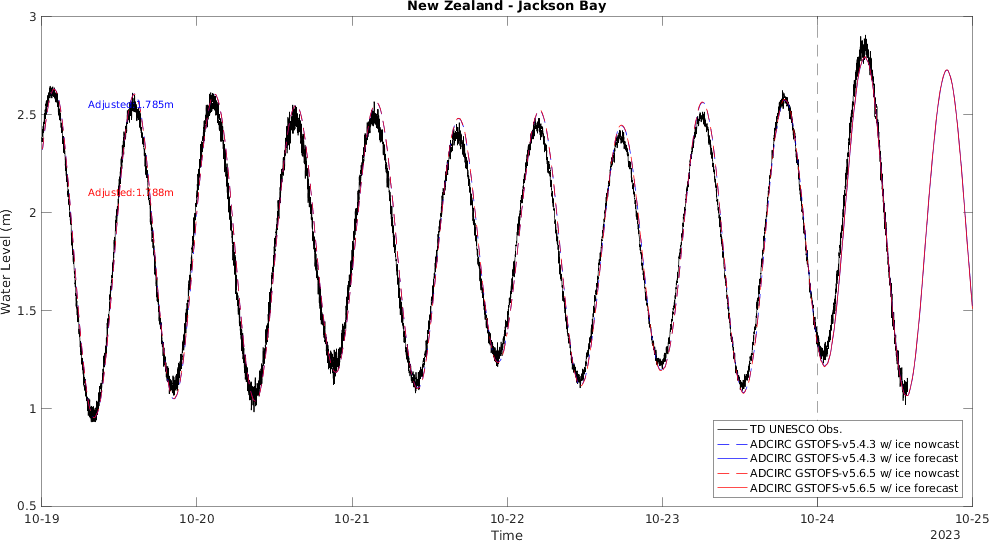 New Zealand - Jackson Bay
3
2.5
2
1.5
1
0.5
Water Level (m)
Adjusted:1.785m
Adjusted:1.788m
TD UNESCO Obs.
ADCIRC GSTOFS-v5.4.3 w/ ice nowcast
ADCIRC GSTOFS-v5.4.3 w/ ice forecast
ADCIRC GSTOFS-v5.6.5 w/ ice nowcast
ADCIRC GSTOFS-v5.6.5 w/ ice forecast
10-19 10-20 10-21 10-22 10-23 10-24 10-25
Time
2023